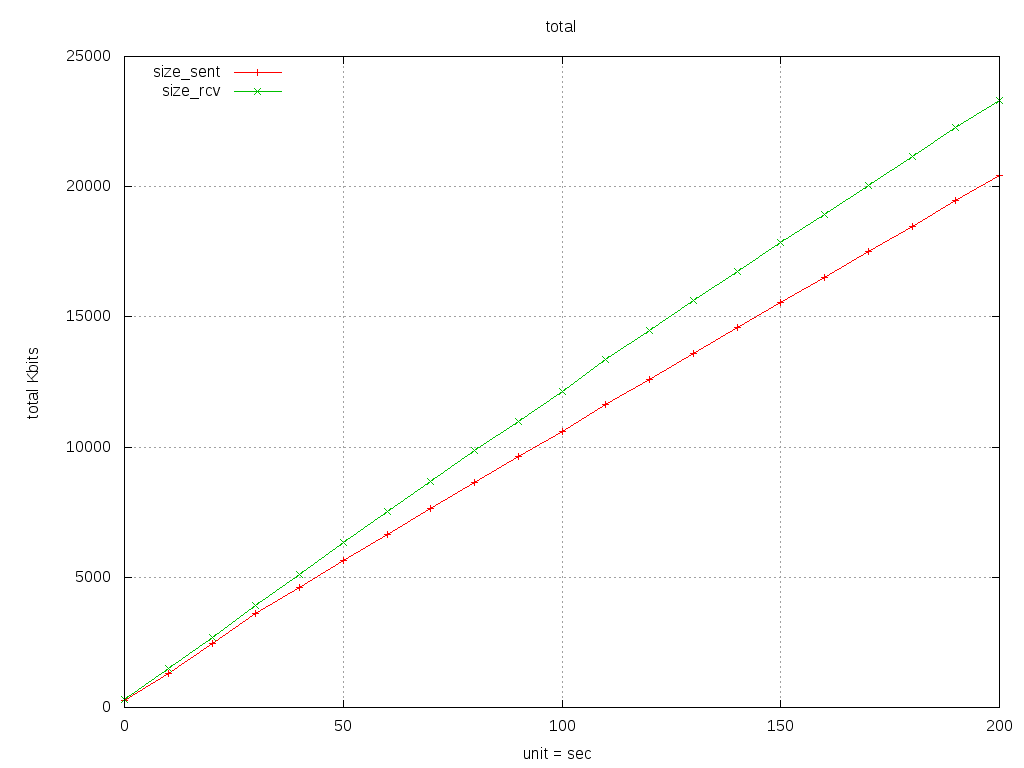 total
25000
20000
15000
10000
5000
0
total Kbits
size_sent
size_rcv
0 50 100 150 200
unit = sec